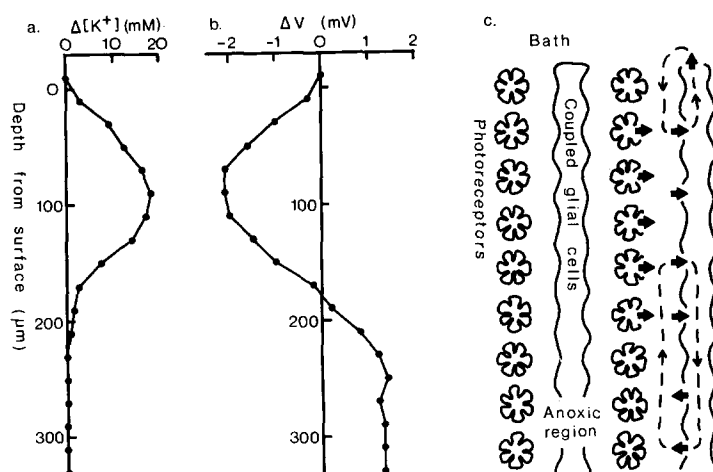 a.
Δ[K⁺](mM)
0 10 20
0
100
200
300
Depth from surface (μm)
b.
ΔV (mV)
-2 -1 0 1 2
100
200
300
c.
Bath
Photoreceptors
Coupled glial cells
Anoxic
region